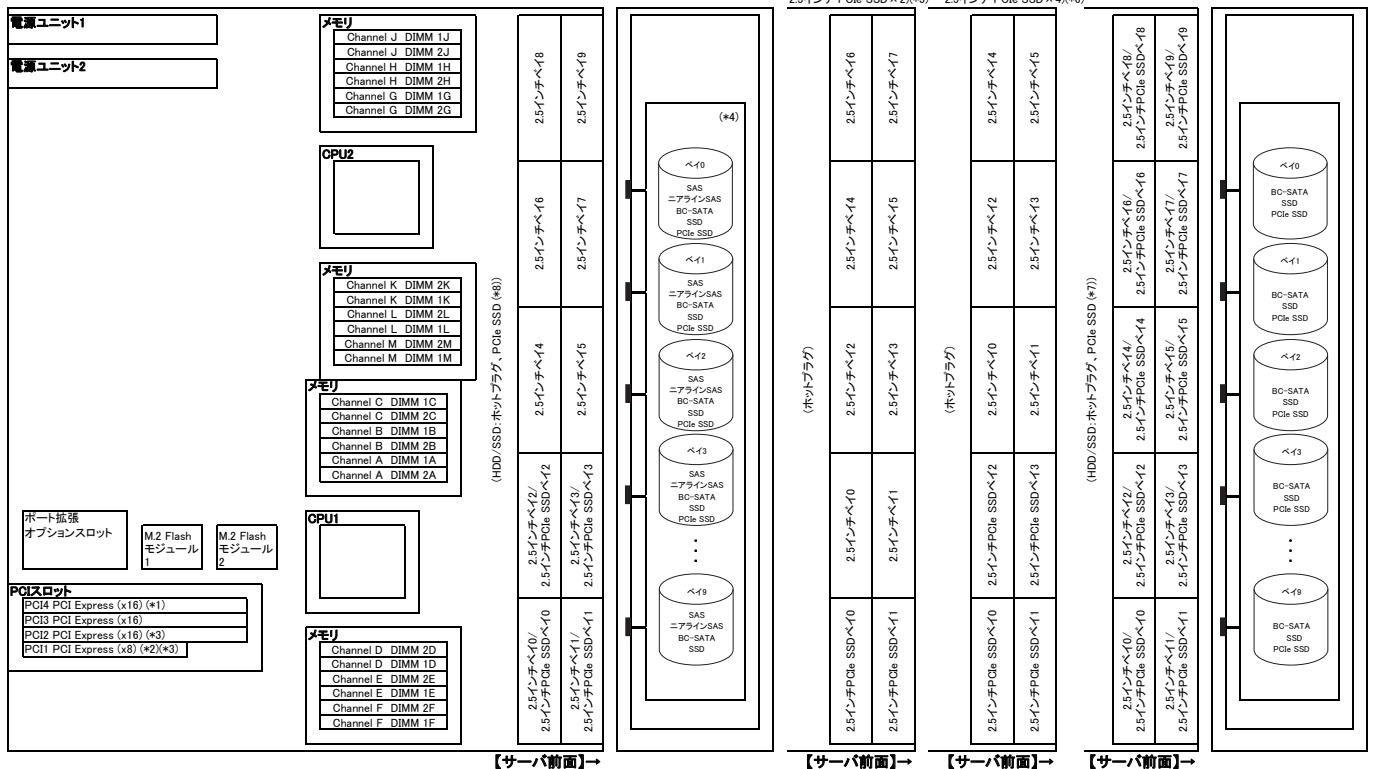 2.5インチ PCIe SSD × 2)(*5)
2.5インチ PCIe SSD × 4)(*6)
電源ユニット1
電源ユニット2
メモリ
Channel J DIMM 1J
Channel J DIMM 2J
Channel H DIMM 1H
Channel H DIMM 2H
Channel G DIMM 1G
Channel G DIMM 2G
CPU2
メモリ
Channel K DIMM 2K
Channel K DIMM 1K
Channel L DIMM 2L
Channel L DIMM 1L
Channel M DIMM 2M
Channel M DIMM 1M
メモリ
Channel C DIMM 1C
Channel C DIMM 2C
Channel B DIMM 1B
Channel B DIMM 2B
Channel A DIMM 1A
Channel A DIMM 2A
ポート拡張
オプションスロット
M.2 Flash
モジュール
1
M.2 Flash
モジュール
2
CPU1
PCIスロット
PCI4 PCI Express (x16) (*1)
PCI3 PCI Express (x16)
PCI2 PCI Express (x16) (*3)
PCI1 PCI Express (x8) (*2)(*3)
メモリ
Channel D DIMM 2D
Channel D DIMM 1D
Channel E DIMM 2E
Channel E DIMM 1E
Channel F DIMM 2F
Channel F DIMM 1F
(HDD/SSD:ホットプラグ、PCIe SSD (*8))
2.5インチベイ8
2.5インチベイ9
2.5インチベイ6
2.5インチベイ7
2.5インチベイ4
2.5インチベイ5
2.5インチベイ2/
2.5インチPCIe SSDベイ2
2.5インチベイ3/
2.5インチPCIe SSDベイ3
2.5インチベイ0/
2.5インチPCIe SSDベイ0
2.5インチベイ1/
2.5インチPCIe SSDベイ1
【サーバ前面】→
(*4)
ベイ0
SAS
ニアラインSAS
BC-SATA
SSD
PCIe SSD
ベイ1
SAS
ニアラインSAS
BC-SATA
SSD
PCIe SSD
ベイ2
SAS
ニアラインSAS
BC-SATA
SSD
PCIe SSD
ベイ3
SAS
ニアラインSAS
BC-SATA
SSD
PCIe SSD
ベイ9
SAS
ニアラインSAS
BC-SATA
SSD
(ホットプラグ)
2.5インチベイ6
2.5インチベイ7
2.5インチベイ4
2.5インチベイ5
2.5インチベイ2
2.5インチベイ3
2.5インチベイ0
2.5インチベイ1
2.5インチPCIe SSDベイ0
2.5インチPCIe SSDベイ1
【サーバ前面】→
(ホットプラグ)
2.5インチベイ4
2.5インチベイ5
2.5インチベイ2
2.5インチベイ3
2.5インチベイ0
2.5インチベイ1
2.5インチPCIe SSDベイ2
2.5インチPCIe SSDベイ3
2.5インチPCIe SSDベイ0
2.5インチPCIe SSDベイ1
【サーバ前面】→
(HDD/SSD:ホットプラグ、PCIe SSD (*7))
2.5インチベイ8/
2.5インチPCIe SSDベイ8
2.5インチベイ9/
2.5インチPCIe SSDベイ9
2.5インチベイ6/
2.5インチPCIe SSDベイ6
2.5インチベイ7/
2.5インチPCIe SSDベイ7
2.5インチベイ4/
2.5インチPCIe SSDベイ4
2.5インチベイ5/
2.5インチPCIe SSDベイ5
2.5インチベイ2/
2.5インチPCIe SSDベイ2
2.5インチベイ3/
2.5インチPCIe SSDベイ3
2.5インチベイ0/
2.5インチPCIe SSDベイ0
2.5インチベイ1/
2.5インチPCIe SSDベイ1
【サーバ前面】→
ベイ0
BC-SATA
SSD
PCIe SSD
ベイ1
BC-SATA
SSD
PCIe SSD
ベイ2
BC-SATA
SSD
PCIe SSD
ベイ3
BC-SATA
SSD
PCIe SSD
ベイ9
BC-SATA
SSD
PCIe SSD